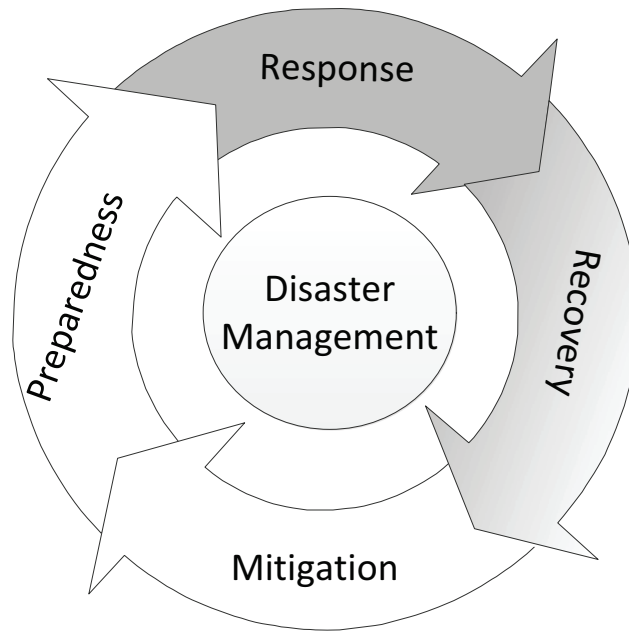 Response
Recovery
Mitigation
Preparedness
Disaster
Management